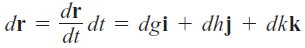 dr = dr/dt dt = dgi + dhj + dkk